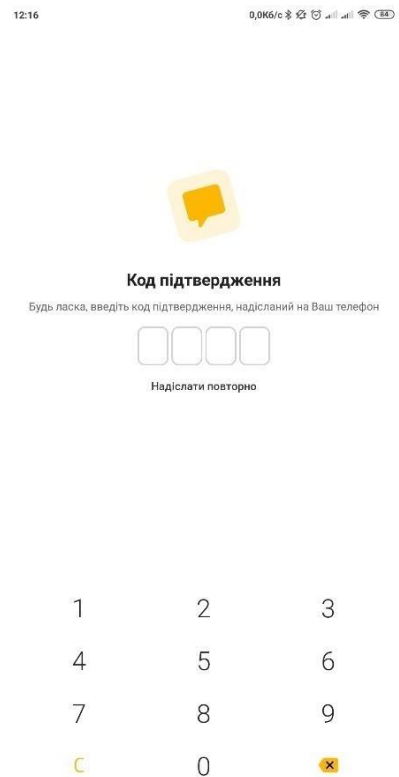 12:16 0,0Кб/с 84
Код підтвердження
Будь ласка, введіть код підтвердження, надісланий на Ваш телефон
Надіслати повторно
1 2 3
4 5 6
7 8 9
C 0